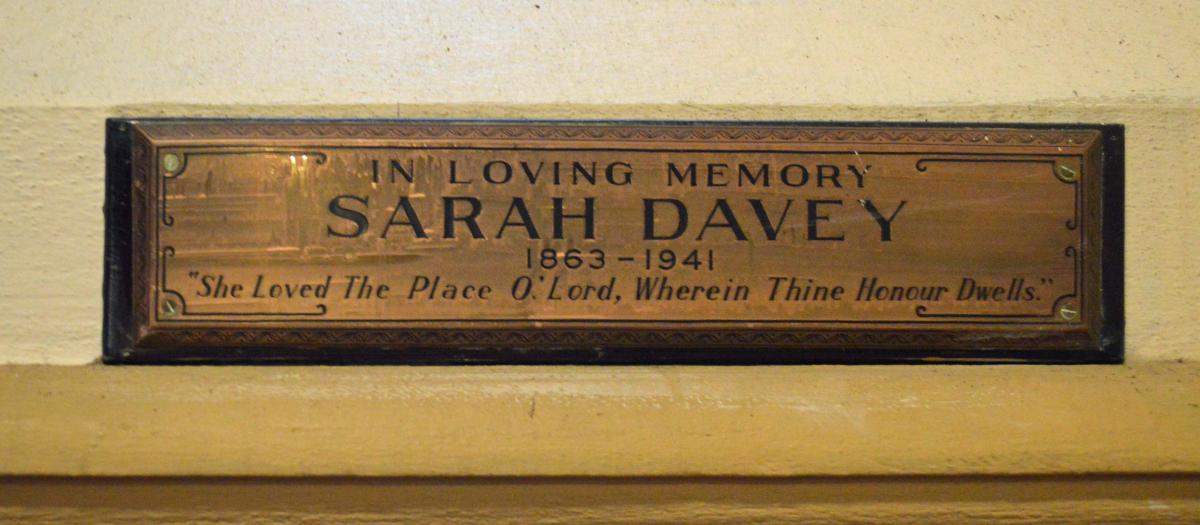 IN LOVING MEMORY
SARAH DAVEY
1863-1941
"She Loved The Place O.' Lord, Wherein Thine Honour Dwells."